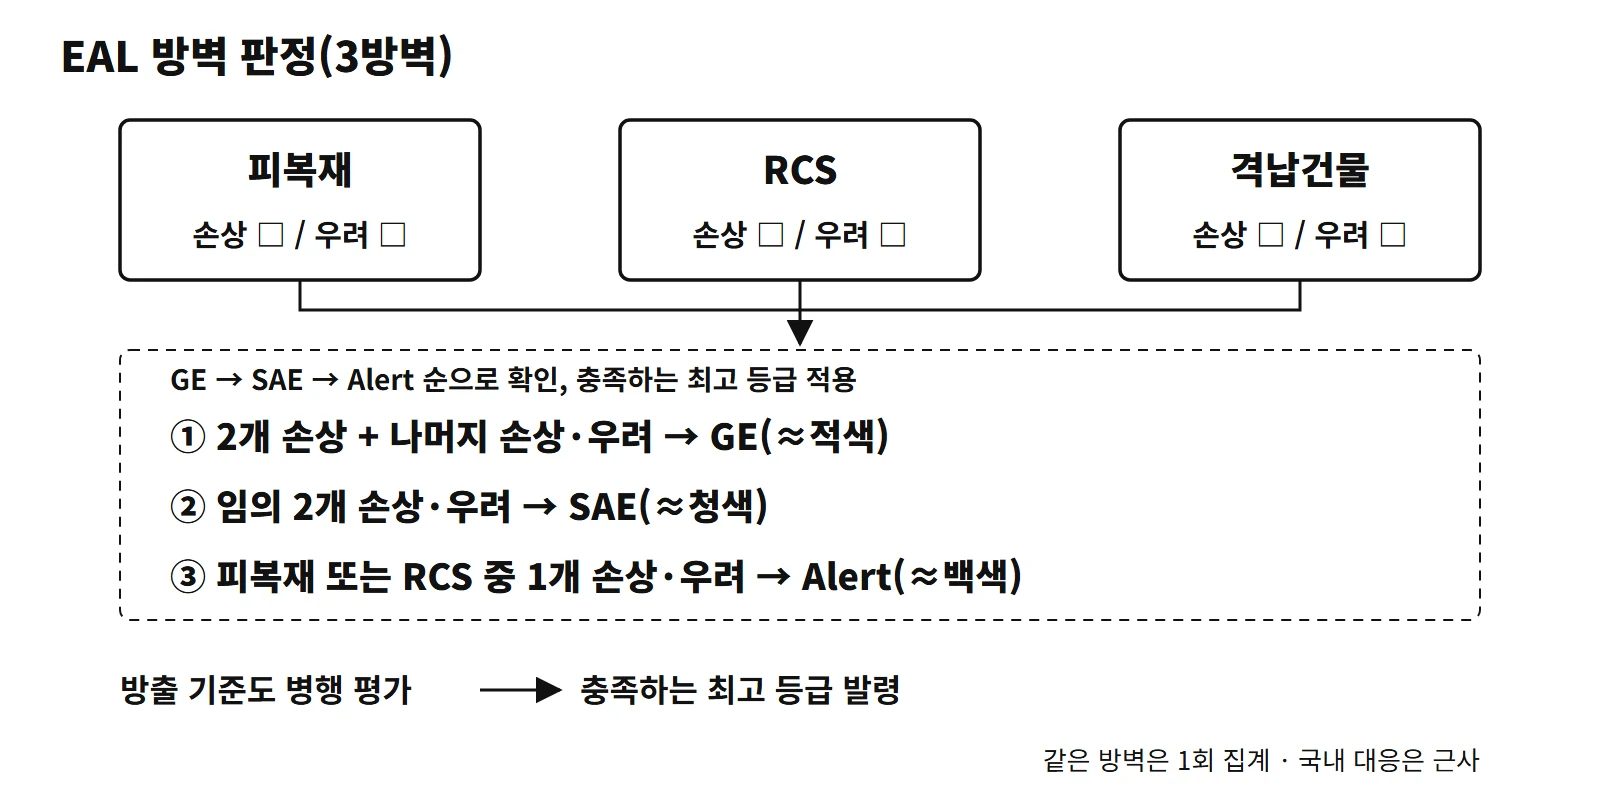 EAL 방벽 판정(3방벽)
피복재
손상 □ / 우려 □
RCS
손상 □ / 우려 □
격납건물
손상 □ / 우려 □
GE → SAE → Alert 순으로 확인, 충족하는 최고 등급 적용
① 2개 손상 + 나머지 손상·우려 → GE(≈적색)
② 임의 2개 손상·우려 → SAE(≈청색)
③ 피복재 또는 RCS 중 1개 손상·우려 → Alert(≈백색)
방출 기준도 병행 평가
충족하는 최고 등급 발령
같은 방벽은 1회 집계 · 국내 대응은 근사